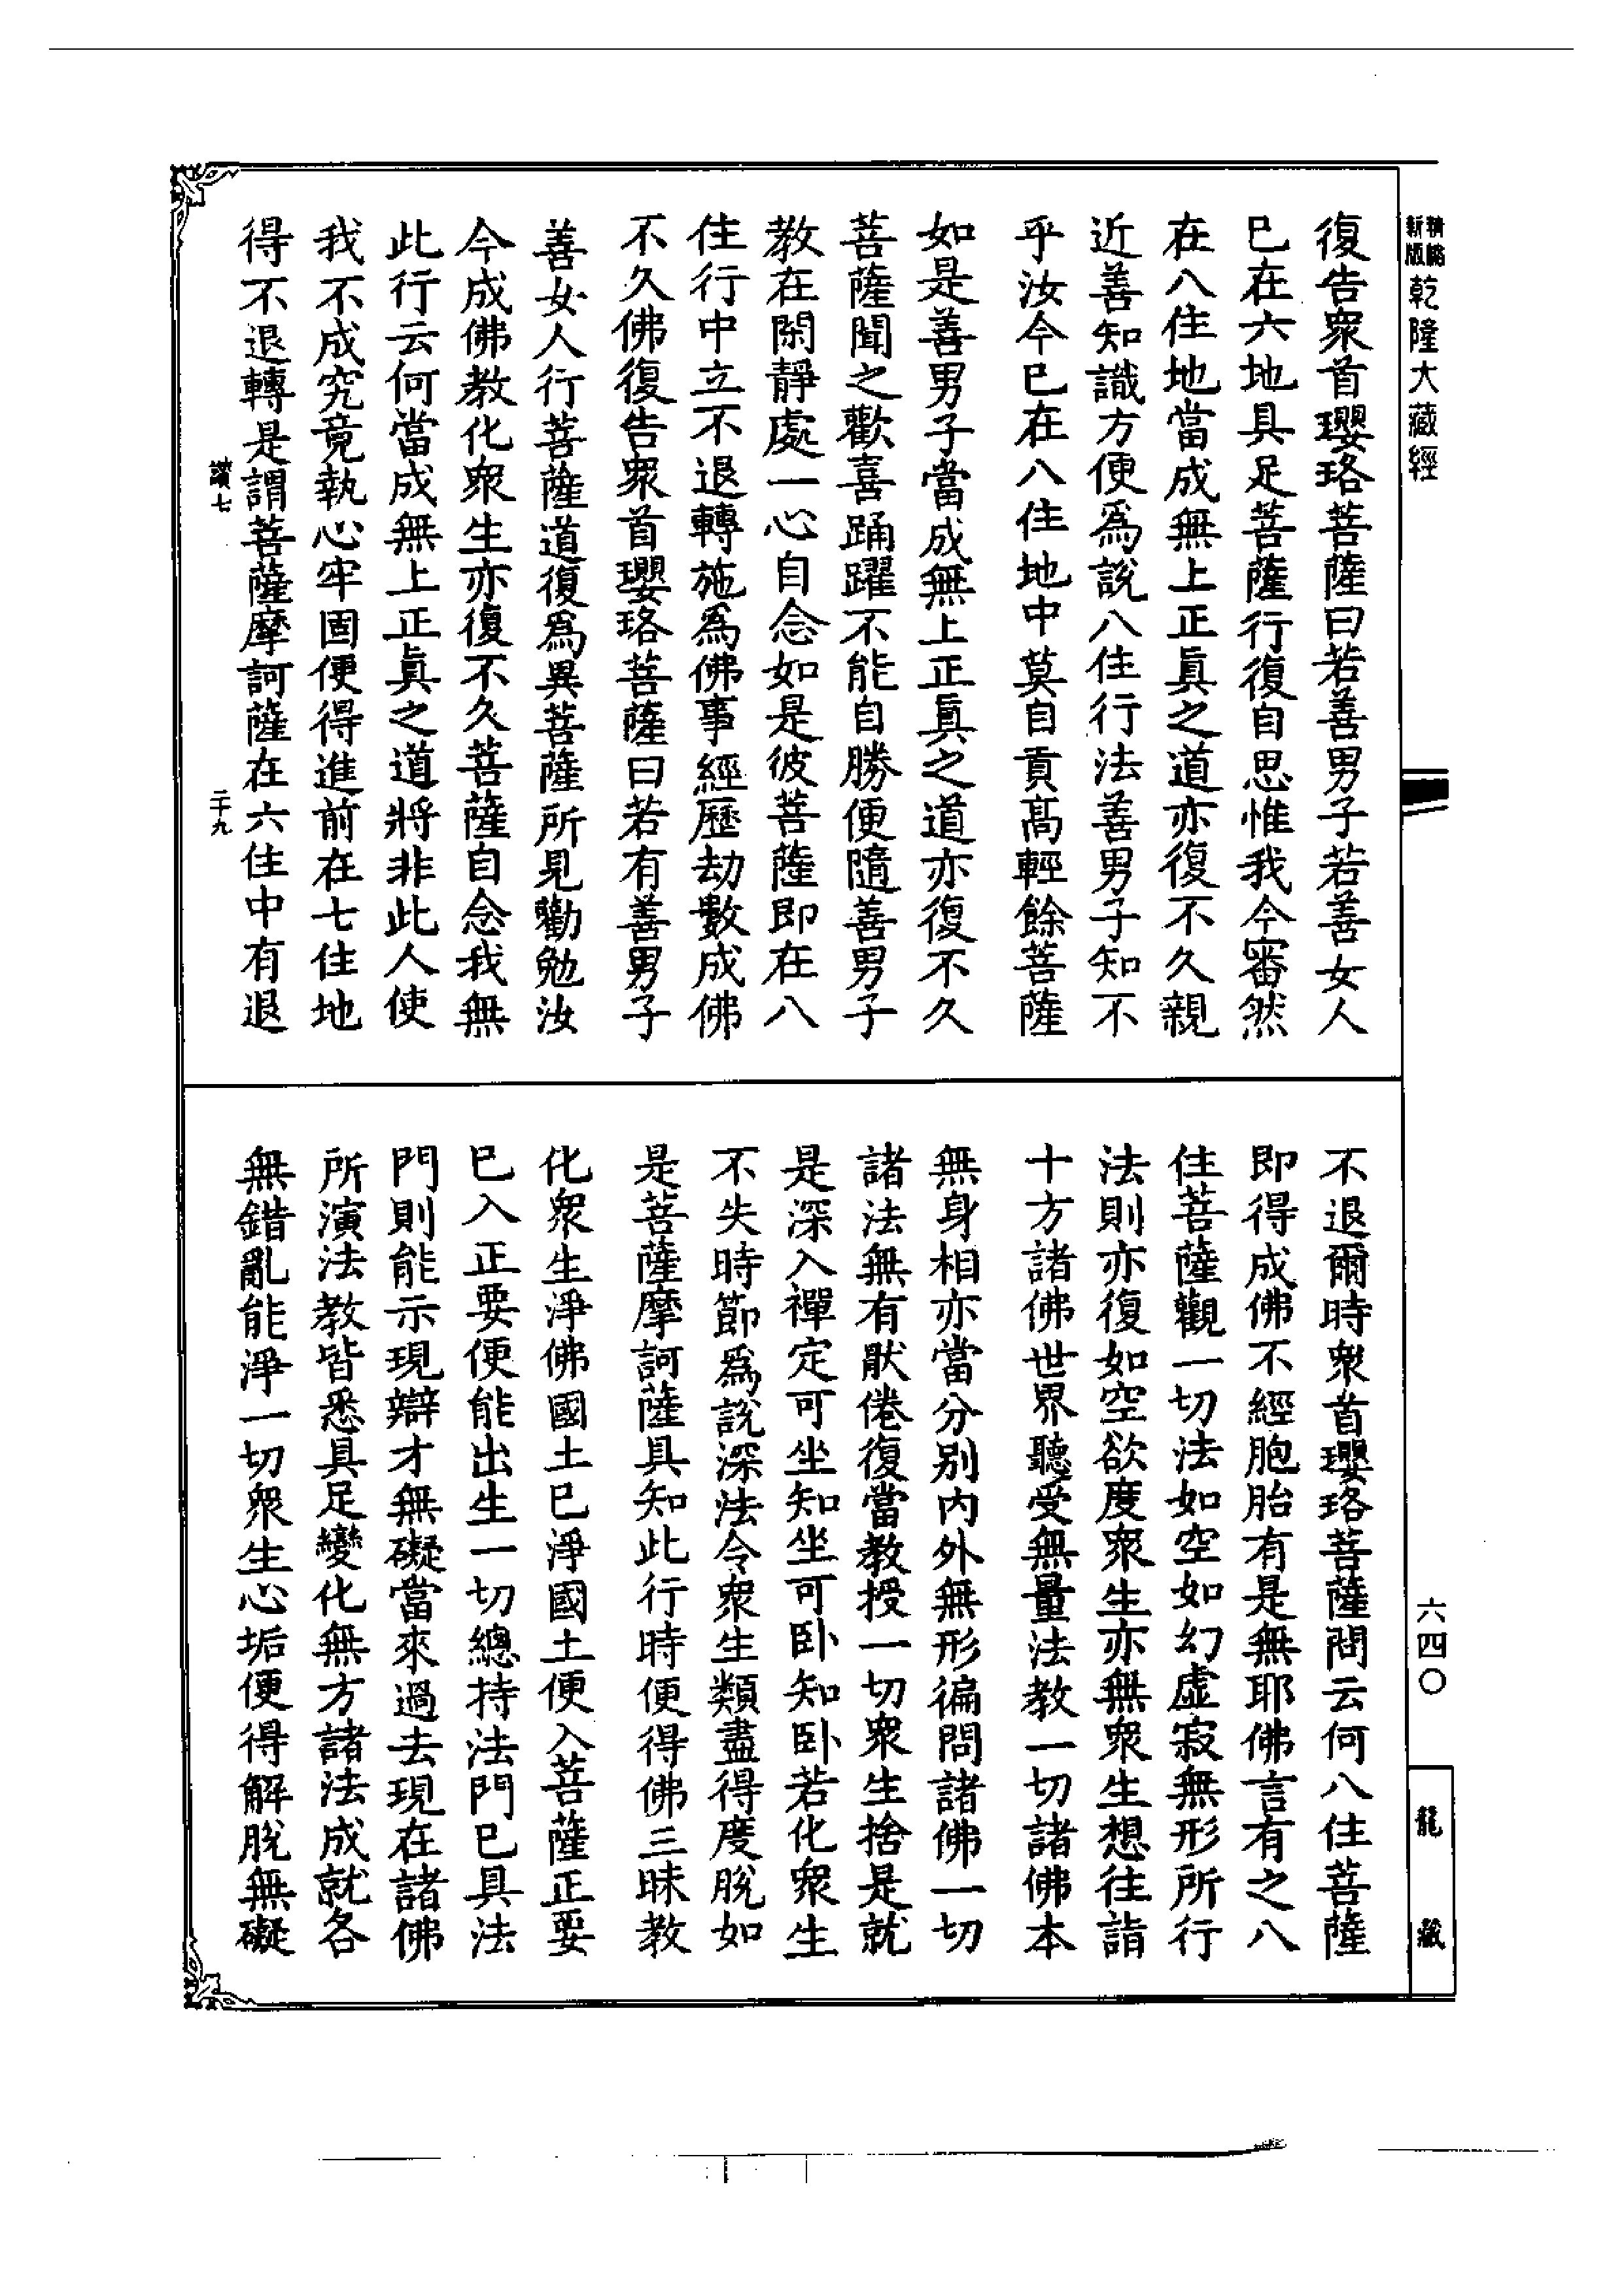 新版
精縮
乾隆大藏經
復告衆首瓔珞菩薩曰若善男子若善女人
已在六地具足菩薩行復自思惟我今審然
在八住地當成無上正眞之道亦復不久親
近善知識方便爲說八住行行法善男子知不
乎汝今已在八住地中莫自貢髙輕餘菩薩
如是善男子當成無上正眞之道亦復不久
菩薩聞之歡喜踊躍不能自勝便隨善男子
教在閑靜處一心自念如是彼菩薩即在八
住行中立不退轉施爲佛事經歷劫數成佛
不久佛復告衆首瓔珞菩薩曰若有善男子
善女人行菩薩道復爲異菩薩所見勸勉汝
今成佛教化衆生亦復不久菩薩自念我無
此行云何當成無上正眞之道將非此人使
我不成究竟執心牢固便得進前在七住地
得不退轉是謂菩薩摩訶薩在六住中有退
讚七 二十九
不退爾時衆首瓔珞菩薩問云何八住菩薩
即得成佛不經胞胎有是無耶佛言有之八
住菩薩觀一切法如空如幻虛寂無形所行
法則亦復如空欲度衆生亦無衆生想往詣
十方諸佛世界聽受無量法教一切諸佛本
無身相亦當分別內外無形徧問諸佛一切
諸法無有猒倦復當教授一切衆生捨是就
是深入禪定可坐知坐可卧知卧若化衆生
不失時節爲說深法令衆生類盡得度脫如
是菩薩摩訶薩具知此行時便得佛三昧教
化衆生淨佛國土已淨國土便入菩薩正要
已入正要便能出生一切總持法門已具法
門則能示現辯才無礙當來過去現在諸佛
所演法教皆悉具足變化無方諸法成就各
無錯亂能淨一切衆生心垢便得解脫無礙
六四〇
龍藏